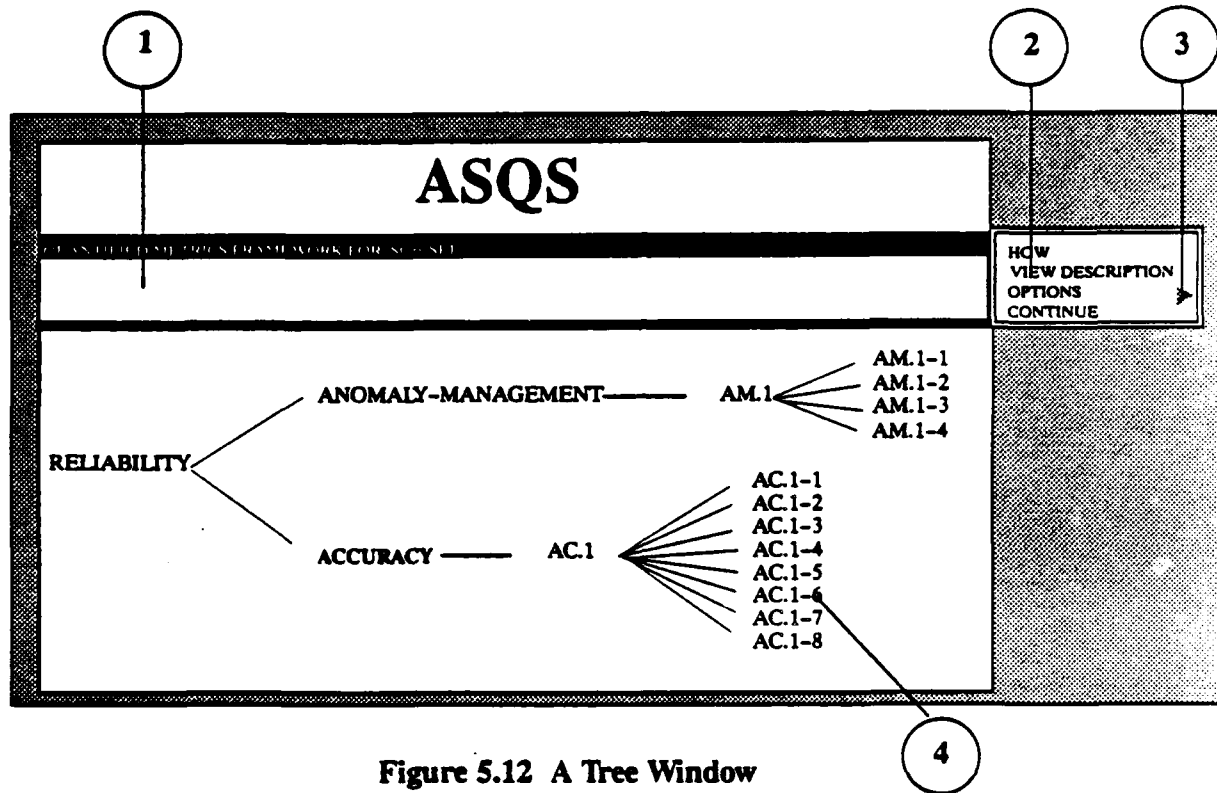 1
2
3
ASQS
METRICS FRAMEWORK FOR
HOW
VIEW DESCRIPTION
OPTIONS
CONTINUE
AM.1-1
ANOMALY-MANAGEMENT
AM.1
AM.1-2
AM.1-3
AM.1-4
RELIABILITY
AC.1-1
AC.1-2
AC.1-3
ACCURACY
AC.1
AC.1-4
AC.1-5
AC.1-6
AC.1-7
AC.1-8
4
Figure 5.12 A Tree Window